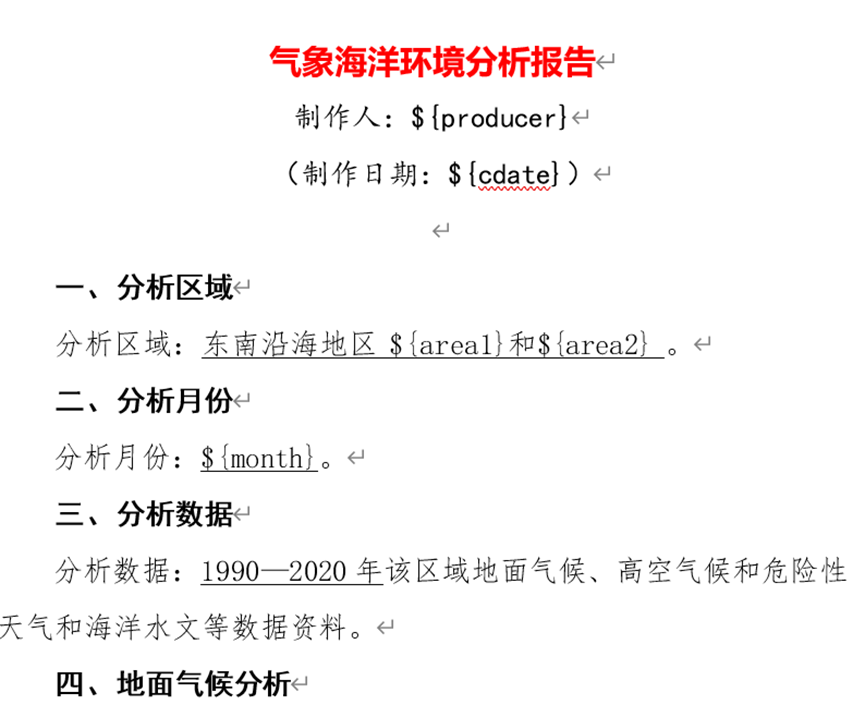 气象海洋环境分析报告
制作人：${producer}
（制作日期：${cdate}）
一、分析区域
分析区域：东南沿海地区 ${area1}和${area2} 。
二、分析月份
分析月份：${month}。
三、分析数据
分析数据：1990—2020 年该区域地面气候、高空气候和危险性
天气和海洋水文等数据资料。
四、地面气候分析